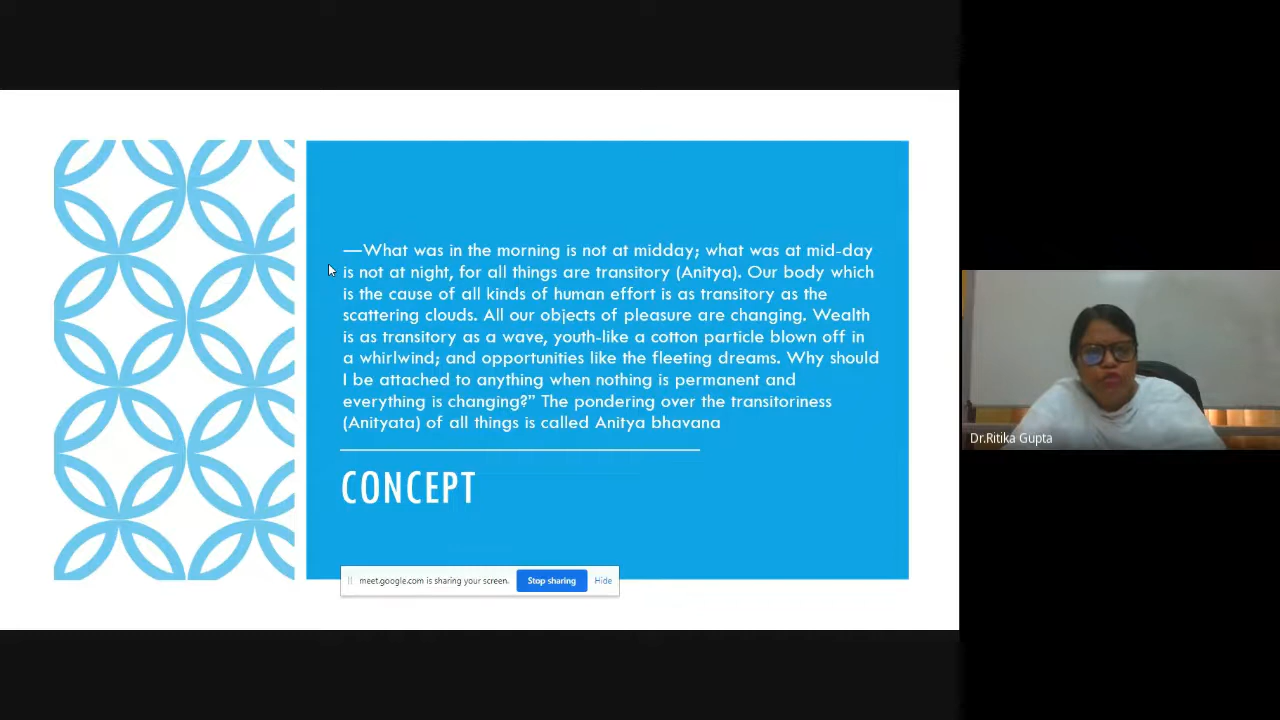 —What was in the morning is not at midday; what was at mid-day
is not at night, for all things are transitory (Anitya). Our body which
is the cause of all kinds of human effort is as transitory as the
scattering clouds. All our objects of pleasure are changing. Wealth
is as transitory as a wave, youth-like a cotton particle blown off in
a whirlwind; and opportunities like the fleeting dreams. Why should
I be attached to anything when nothing is permanent and
everything is changing?” The pondering over the transitoriness
(Anityata) of all things is called Anitya bhavana
CONCEPT
meet.google.com is sharing your screen.
Stop sharing
Hide
Dr.Ritika Gupta